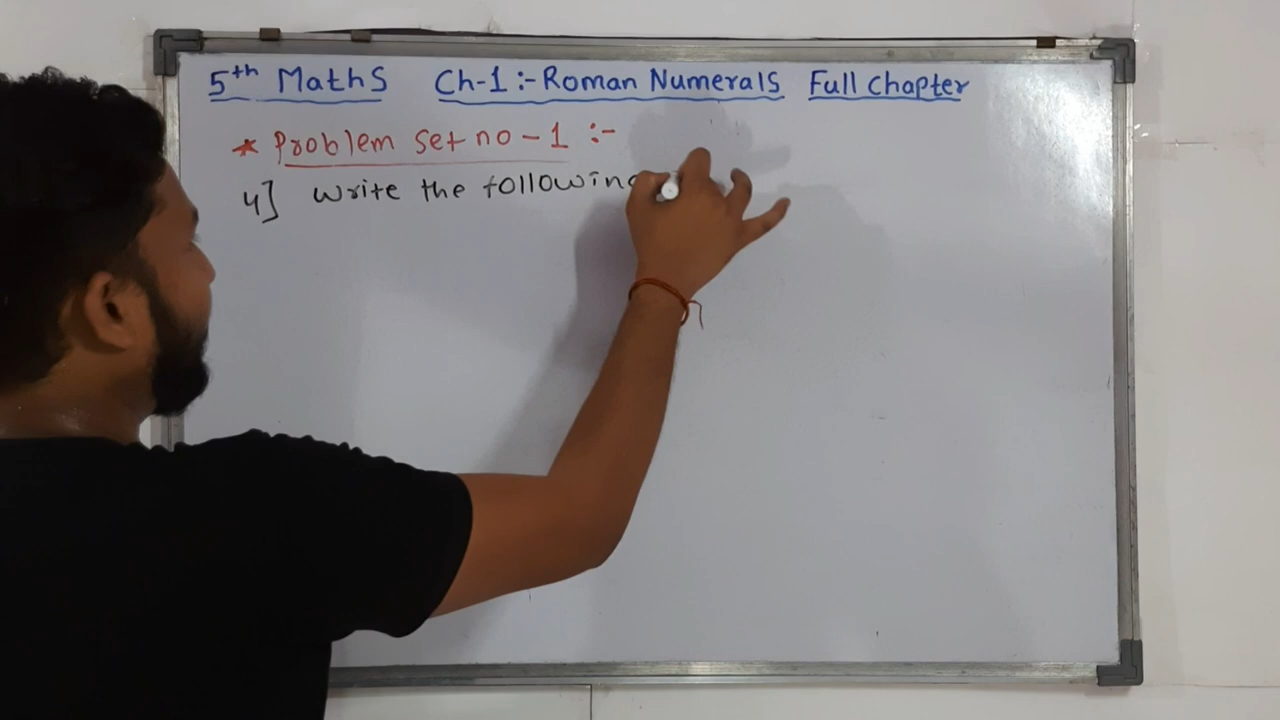 5th Maths Ch-1:- Roman Numerals Full Chapter
* Problem set no-1 :-
4] Write the following